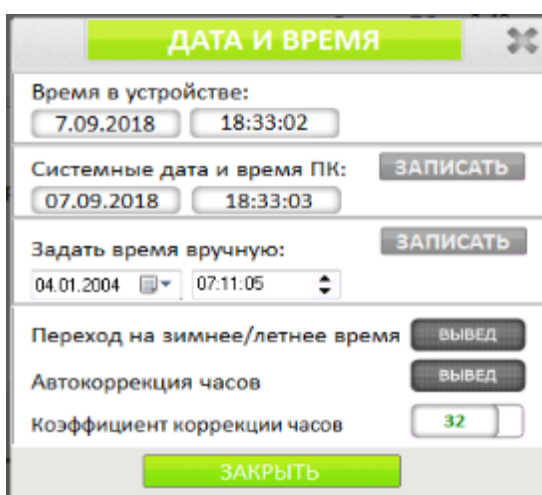 ДАТА И ВРЕМЯ
Время в устройстве:
7.09.2018 18:33:02
Системные дата и время ПК: ЗАПИСАТЬ
07.09.2018 18:33:03
Задать время вручную: ЗАПИСАТЬ
04.01.2004 07:11:05
Переход на зимнее/летнее время ВЫВЕД
Автокоррекция часов ВЫВЕД
Коэффициент коррекции часов 32
ЗАКРЫТЬ